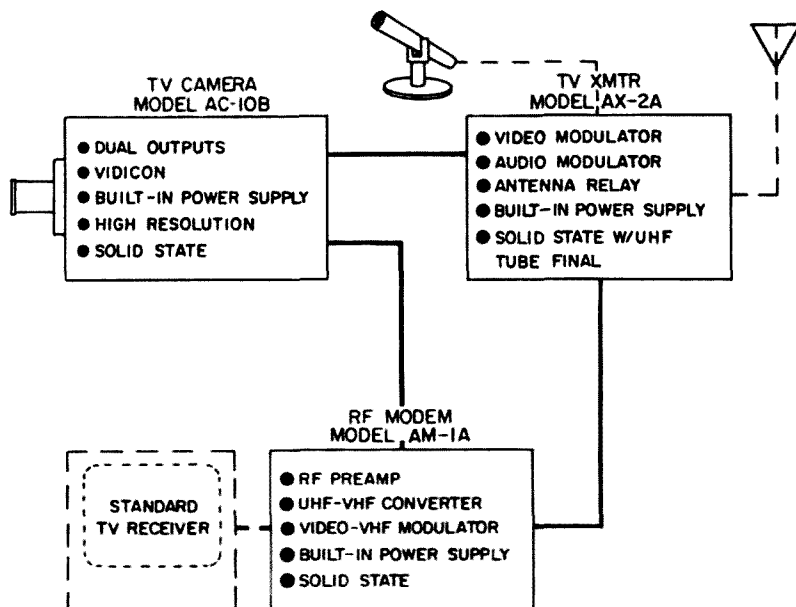 TV CAMERA
MODEL AC-10B
● DUAL OUTPUTS
● VIDICON
● BUILT-IN POWER SUPPLY
● HIGH RESOLUTION
● SOLID STATE
TV XMTR
MODEL AX-2A
● VIDEO MODULATOR
● AUDIO MODULATOR
● ANTENNA RELAY
● BUILT-IN POWER SUPPLY
● SOLID STATE W/UHF
TUBE FINAL
RF MODEM
MODEL AM-1A
● RF PREAMP
● UHF-VHF CONVERTER
● VIDEO-VHF MODULATOR
● BUILT-IN POWER SUPPLY
● SOLID STATE
STANDARD
TV RECEIVER